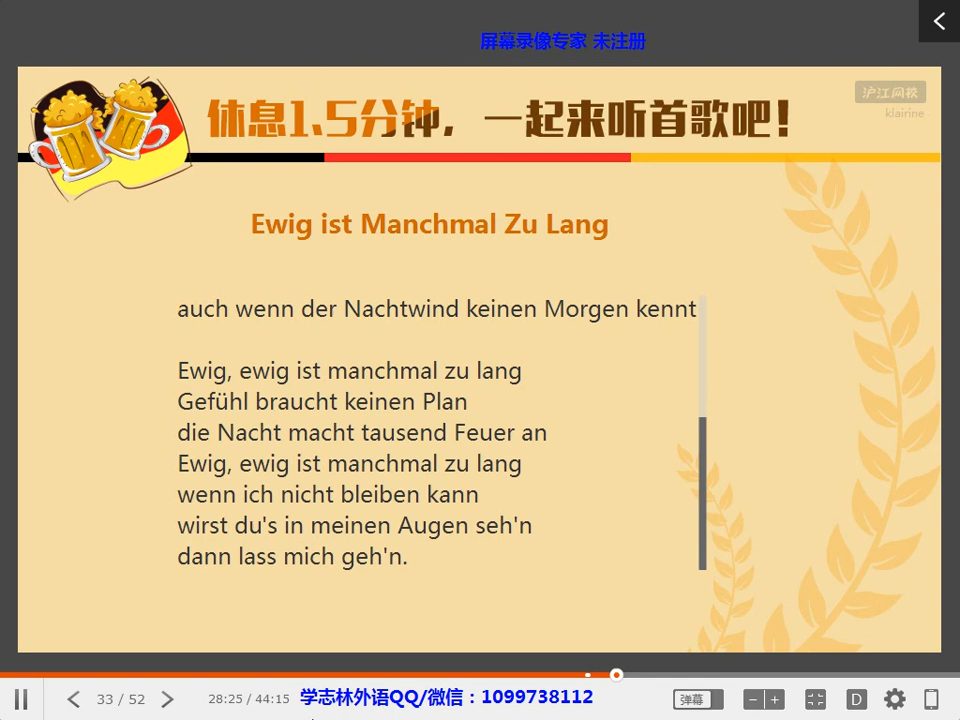 屏幕录像专家 未注册
沪江网校
klairine
休息1、5分钟，一起来听首歌吧！
Ewig ist Manchmal Zu Lang
auch wenn der Nachtwind keinen Morgen kennt
Ewig, ewig ist manchmal zu lang
Gefühl braucht keinen Plan
die Nacht macht tausend Feuer an
Ewig, ewig ist manchmal zu lang
wenn ich nicht bleiben kann
wirst du's in meinen Augen seh'n
dann lass mich geh'n.
33 / 52
28:25 / 44:15
学志林外语QQ/微信：1099738112
弹幕
D